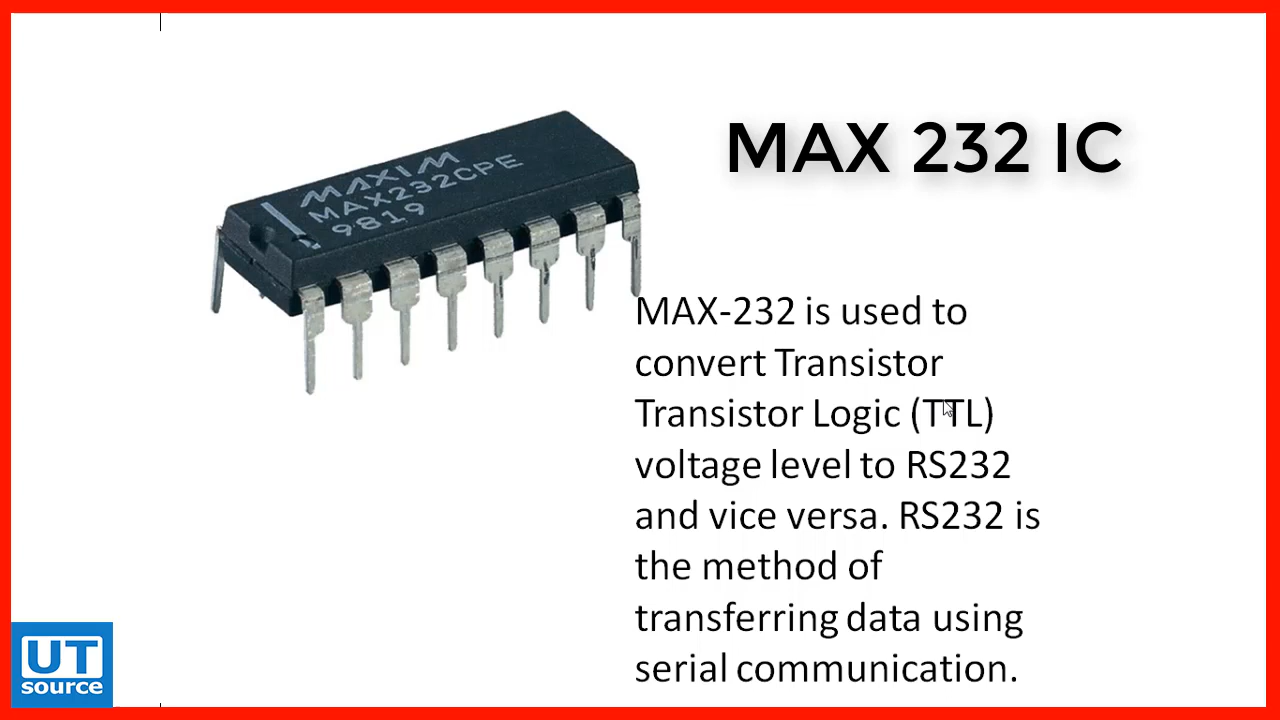 MAX 232 IC
MAXIM
MAX232CPE
9819
MAX-232 is used to
convert Transistor
Transistor Logic (TTL)
voltage level to RS232
and vice versa. RS232 is
the method of
transferring data using
serial communication.
UT
source